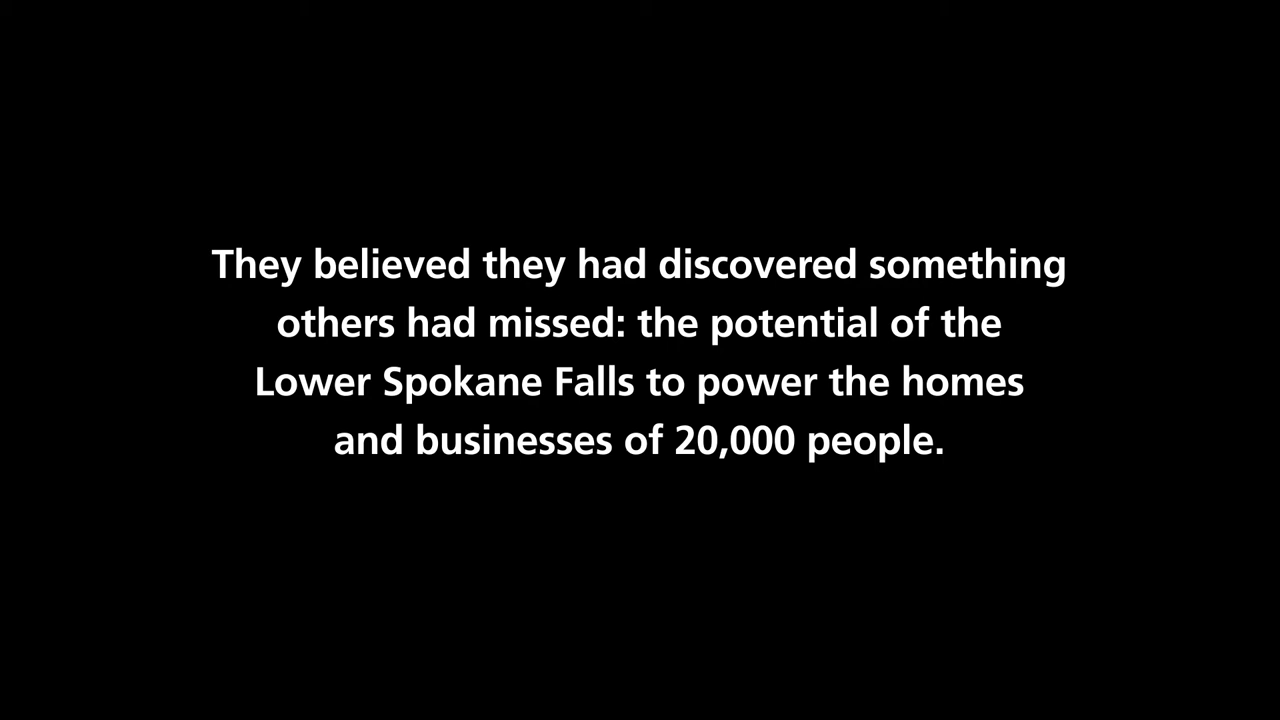 They believed they had discovered something
others had missed: the potential of the
Lower Spokane Falls to power the homes
and businesses of 20,000 people.